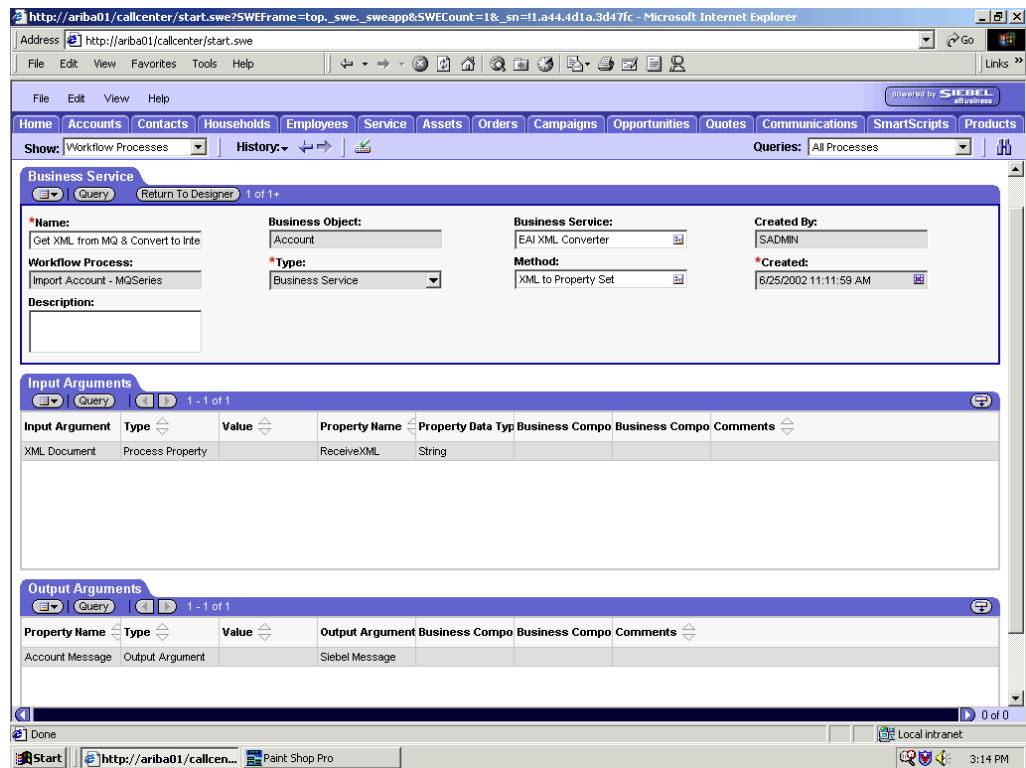 http://ariba01/callcenter/start.swe?SWEFrame=top._swe._sweapp&SWECount=1&_sn=!1.a44.4d1a.3d47fc - Microsoft Internet Explorer
Address http://ariba01/callcenter/start.swe Go
File Edit View Favorites Tools Help Links »
File Edit View Help powered by SIEBEL eBusiness
Home Accounts Contacts Households Employees Service Assets Orders Campaigns Opportunities Quotes Communications SmartScripts Products
Show: Workflow Processes History: Queries: All Processes
Business Service
Query Return To Designer 1 of 1+
*Name: Business Object: Business Service: Created By:
Get XML from MQ & Convert to Inte Account EAI XML Converter SADMIN
Workflow Process: *Type: Method: *Created:
Import Account - MQSeries Business Service XML to Property Set 6/25/2002 11:11:59 AM
Description:
Input Arguments
Query 1 - 1 of 1
Input Argument Type Value Property Name Property Data Typ Business Compo Business Compo Comments
XML Document Process Property ReceiveXML String
Output Arguments
Query 1 - 1 of 1
Property Name Type Value Output Argument Business Compo Business Compo Comments
Account Message Output Argument Siebel Message
0 of 0
Done Local intranet
Start http://ariba01/callcen... Paint Shop Pro 3:14 PM